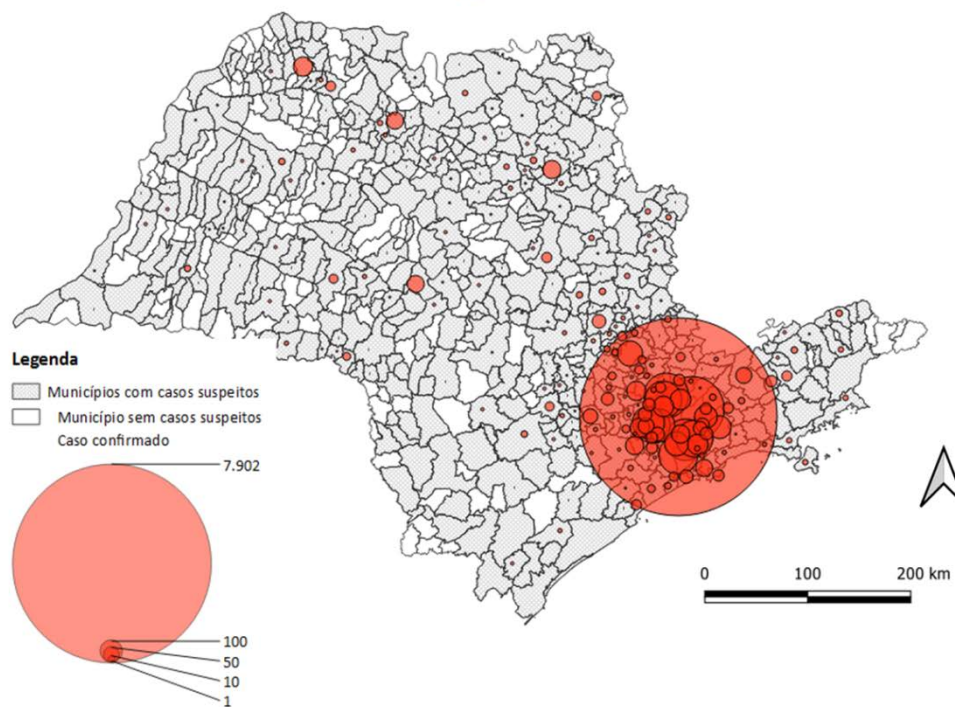 Legenda
Municípios com casos suspeitos
Município sem casos suspeitos
Caso confirmado
7.902
100
50
10
1
0 100 200 km